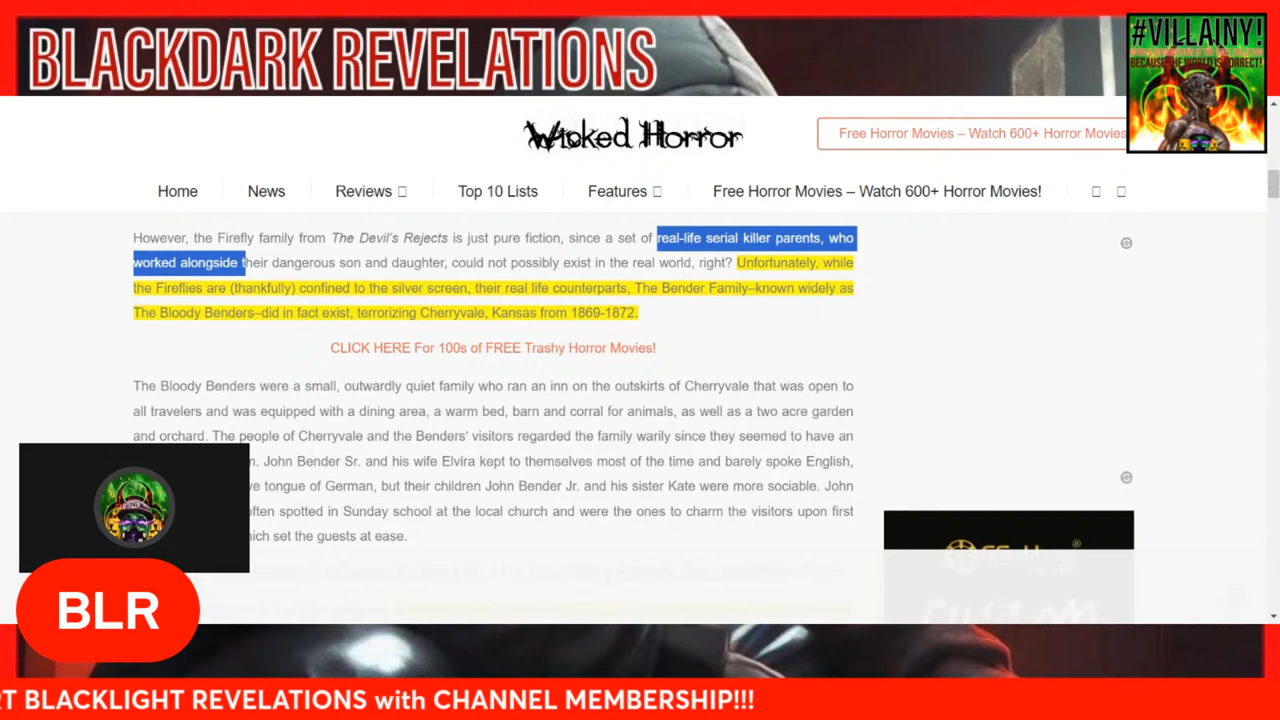 BLACKDARK REVELATIONS
#VILLAINY!
BECAUSE THE WORLD IS CORRECT!
Wicked Horror
Free Horror Movies – Watch 600+ Horror Movies
Home News Reviews Top 10 Lists Features Free Horror Movies – Watch 600+ Horror Movies!
However, the Firefly family from The Devil's Rejects is just pure fiction, since a set of real-life serial killer parents, who
worked alongside their dangerous son and daughter, could not possibly exist in the real world, right? Unfortunately, while
the Fireflies are (thankfully) confined to the silver screen, their real life counterparts, The Bender Family–known widely as
The Bloody Benders–did in fact exist, terrorizing Cherryvale, Kansas from 1869-1872.
CLICK HERE For 100s of FREE Trashy Horror Movies!
The Bloody Benders were a small, outwardly quiet family who ran an inn on the outskirts of Cherryvale that was open to
all travelers and was equipped with a dining area, a warm bed, barn and corral for animals, as well as a two acre garden
and orchard. The people of Cherryvale and the Benders' visitors regarded the family warily since they seemed to have an
John Bender Sr. and his wife Elvira kept to themselves most of the time and barely spoke English,
tongue of German, but their children John Bender Jr. and his sister Kate were more sociable. John
often spotted in Sunday school at the local church and were the ones to charm the visitors upon first
which set the guests at ease.
BLR
BLACKLIGHT REVELATIONS with CHANNEL MEMBERSHIP!!!